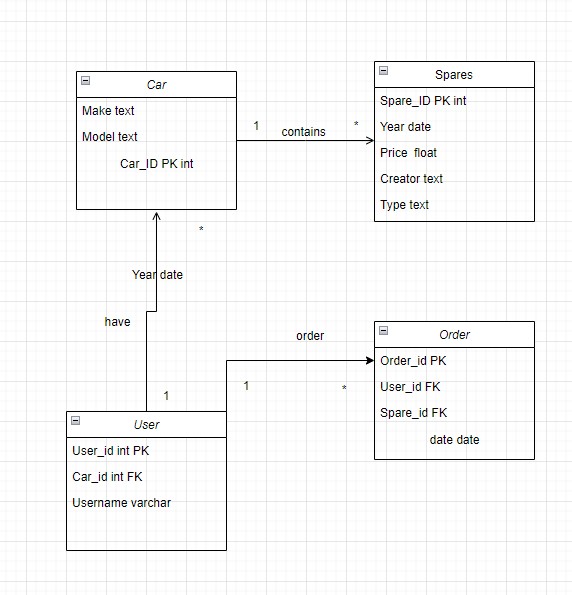 Car
Make text
Model text
Car_ID PK int
1
contains
*
Spares
Spare_ID PK int
Year date
Price  float
Creator text
Type text
*
Year date
have
1
order
1
*
Order
Order_id PK
User_id FK
Spare_id FK
date date
User
User_id int PK
Car_id int FK
Username varchar